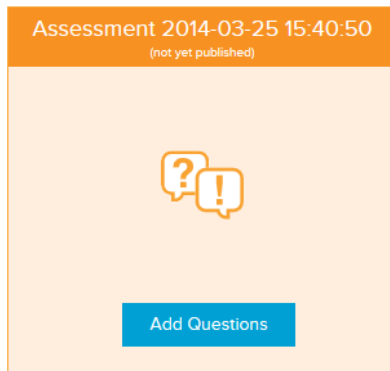 Assessment 2014-03-25 15:40:50
(not yet published)
?
!
Add Questions